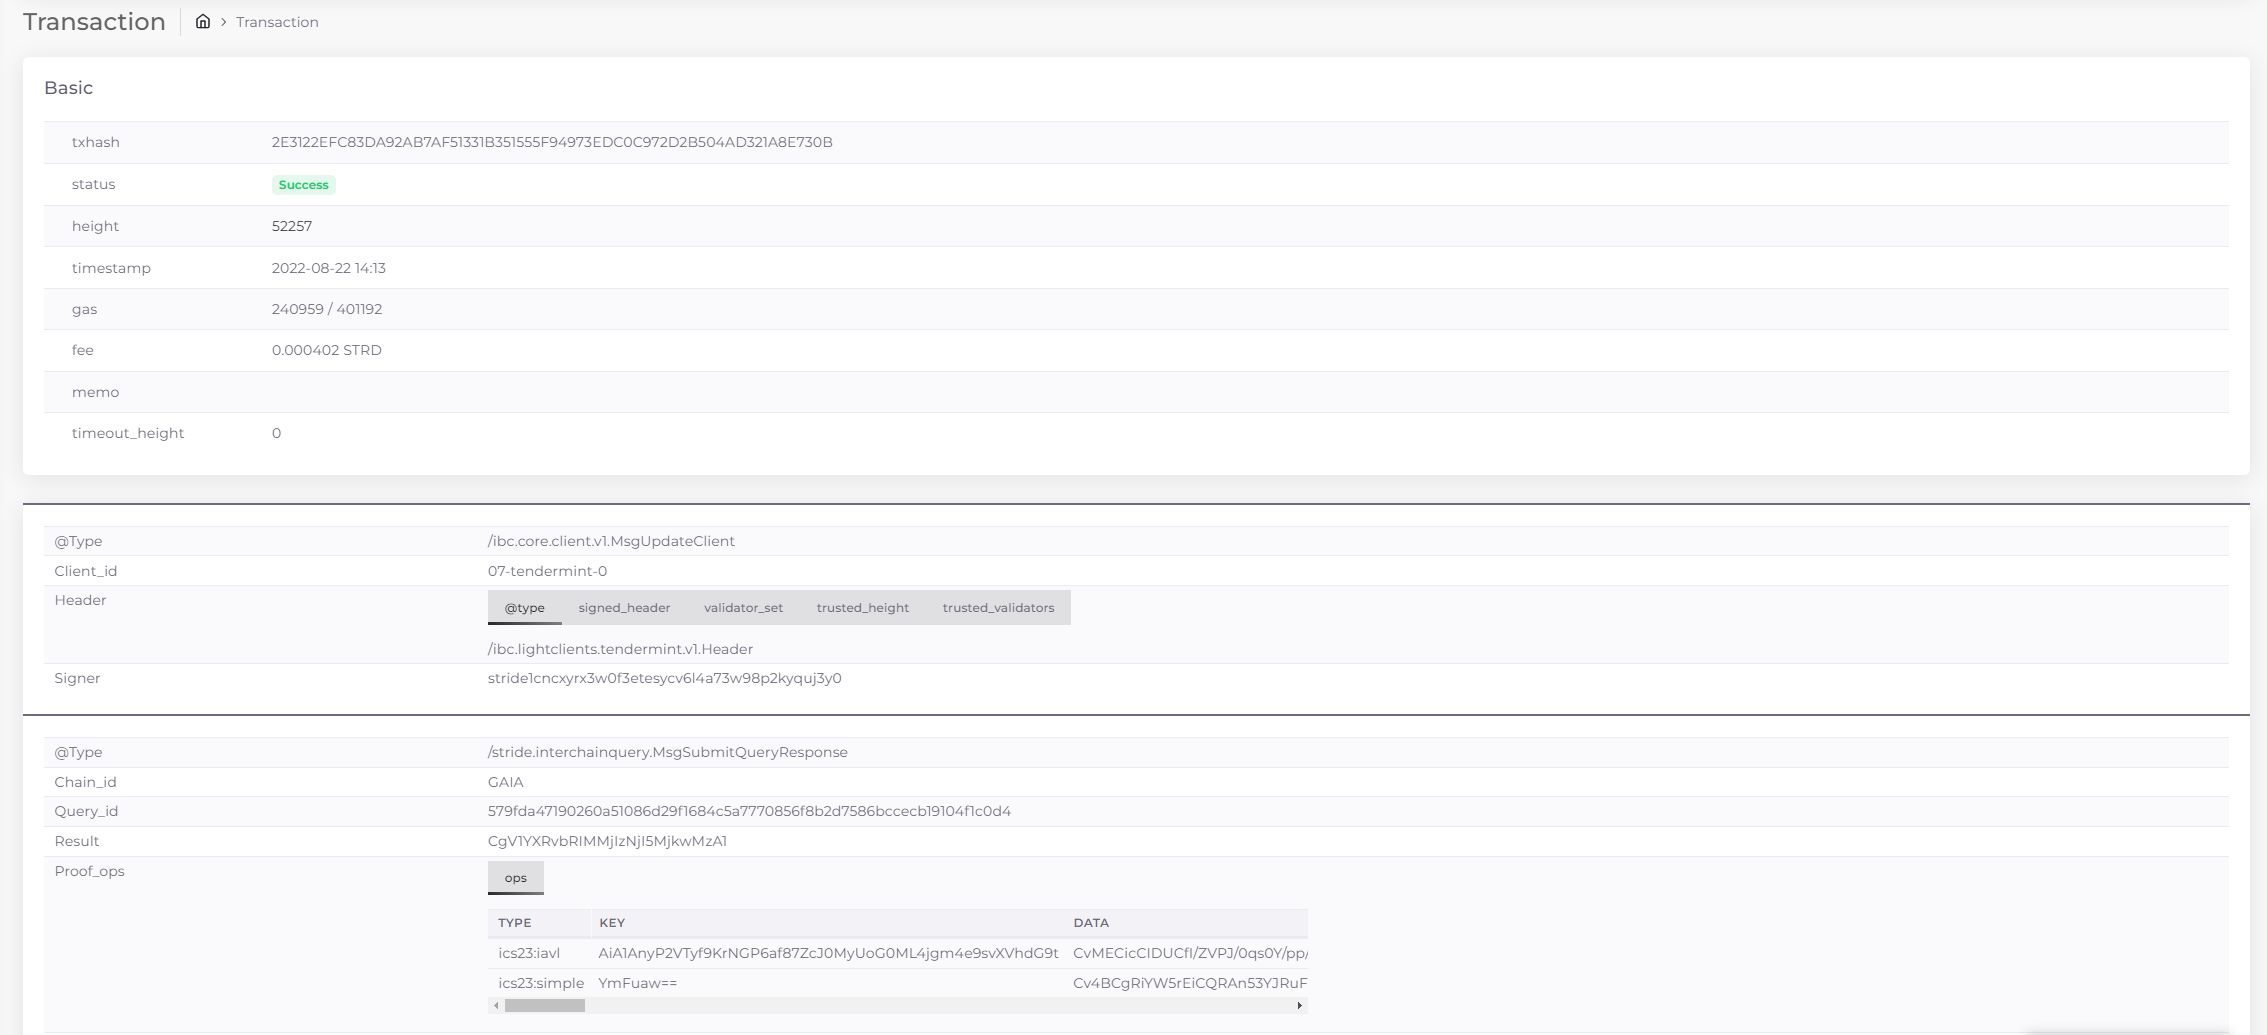 Transaction
Transaction
Basic
txhash 2E3122EFC83DA92AB7AF51331B351555F94973EDC0C972D2B504AD321A8E730B
status Success
height 52257
timestamp 2022-08-22 14:13
gas 240959 / 401192
fee 0.000402 STRD
memo
timeout_height 0
@Type /ibc.core.client.v1.MsgUpdateClient
Client_id 07-tendermint-0
Header @type signed_header validator_set trusted_height trusted_validators
/ibc.lightclients.tendermint.v1.Header
Signer stride1cncxyrx3w0f3etesycv6l4a73w98p2kyquj3y0
@Type /stride.interchainquery.MsgSubmitQueryResponse
Chain_id GAIA
Query_id 579fda47190260a51086d29f1684c5a7770856f8b2d7586bccecb19104f1c0d4
Result CgV1YXRvbRIMMjIzNjI5MjkwMzA1
Proof_ops ops
TYPE KEY DATA
ics23:iavl AiA1AnyP2VTyf9KrNGP6af87ZcJ0MyUoG0ML4jgm4e9svXVhdG9t CvMECicCIDUCfI/ZVPJ/0qs0Y/pp/
ics23:simple YmFuaw== Cv4BCgRiYW5rEiCQRAn53YJRuF